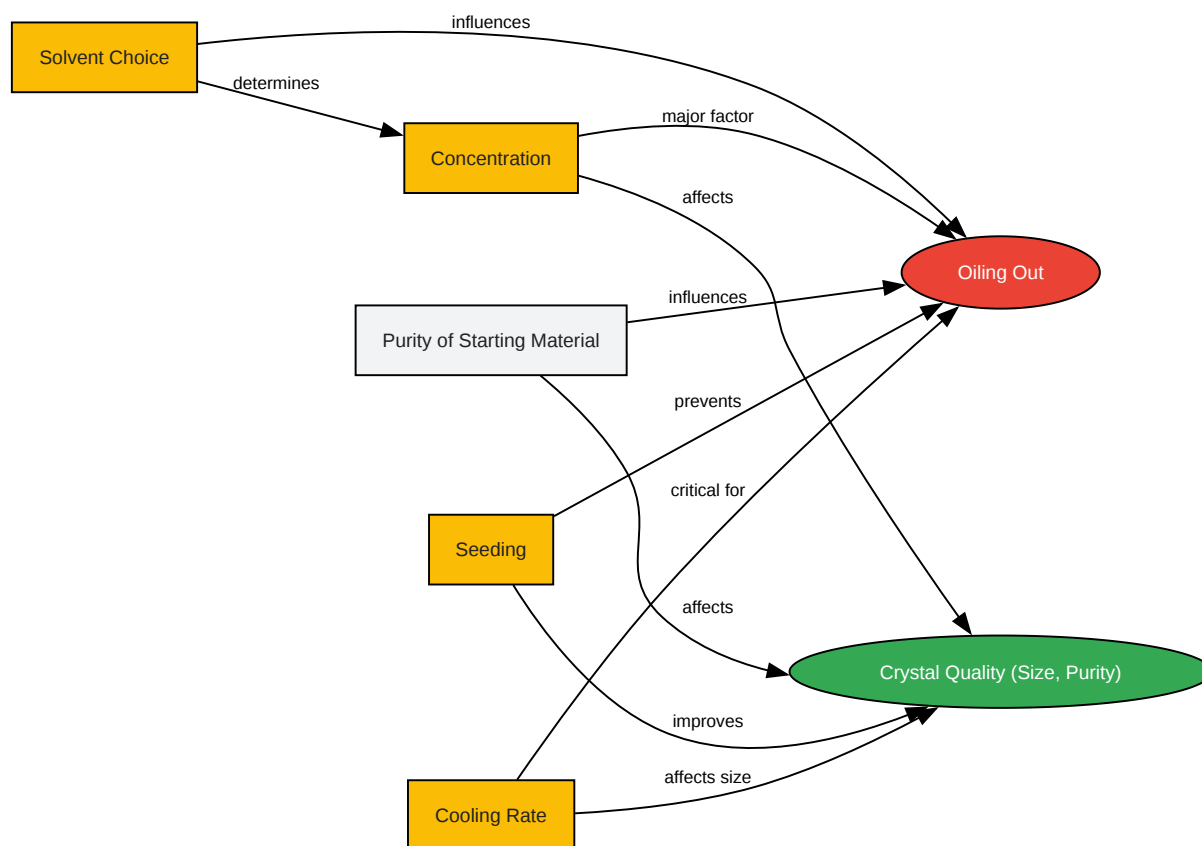 influences
Solvent Choice
determines
major factor
Concentration
affects
Oiling Out
influences
Purity of Starting Material
prevents
critical for
Seeding
affects
Crystal Quality (Size, Purity)
improves
affects size
Cooling Rate